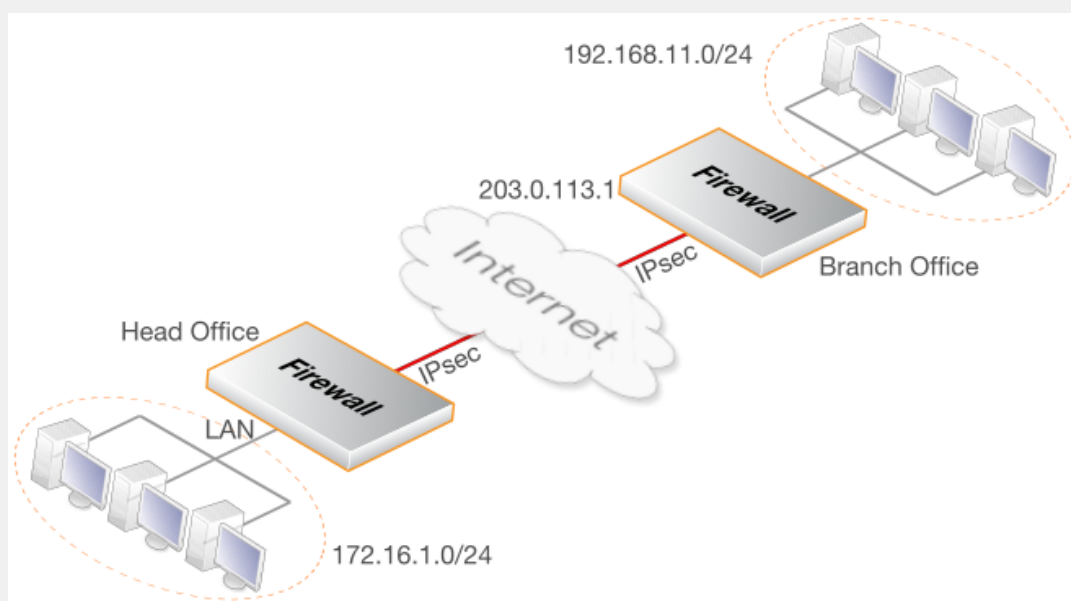 192.168.11.0/24
Firewall
203.0.113.1
Internet
IPsec
Branch Office
Head Office
Firewall
IPsec
LAN
172.16.1.0/24